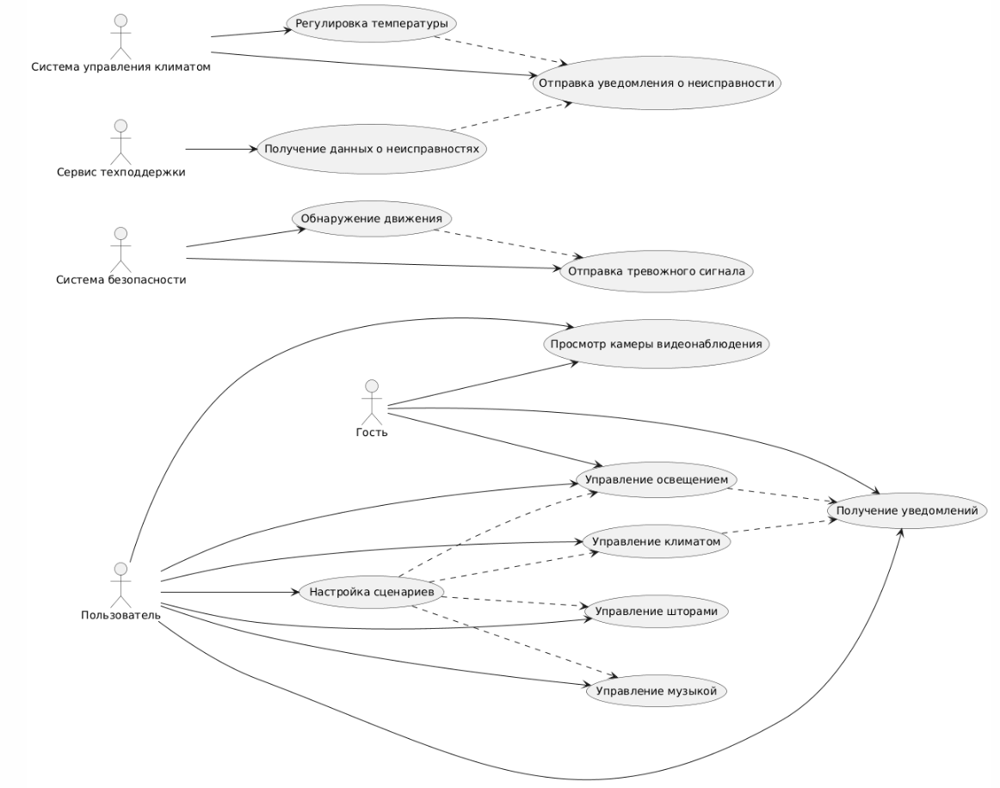 Регулировка температуры
Система управления климатом
Отправка уведомления о неисправности
Получение данных о неисправностях
Сервис техподдержки
Обнаружение движения
Система безопасности
Отправка тревожного сигнала
Просмотр камеры видеонаблюдения
Гость
Управление освещением
Получение уведомлений
Управление климатом
Настройка сценариев
Пользователь
Управление шторами
Управление музыкой